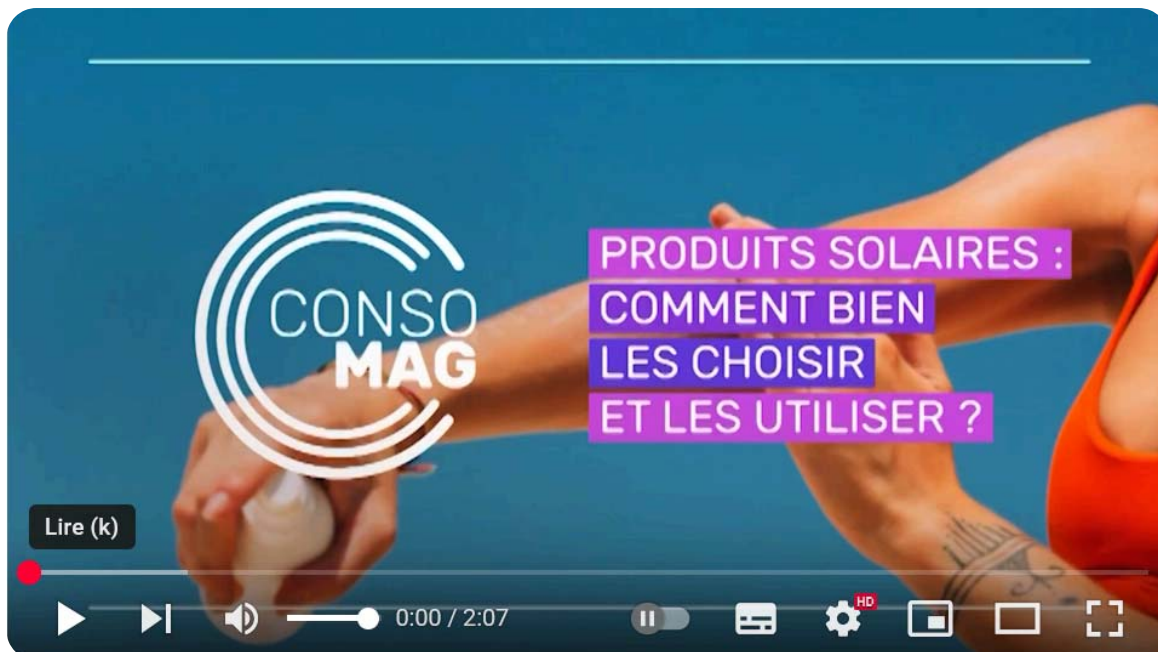 CONSO
MAG
PRODUITS SOLAIRES :
COMMENT BIEN
LES CHOISIR
ET LES UTILISER ?
Lire (k)
0:00 / 2:07
HD